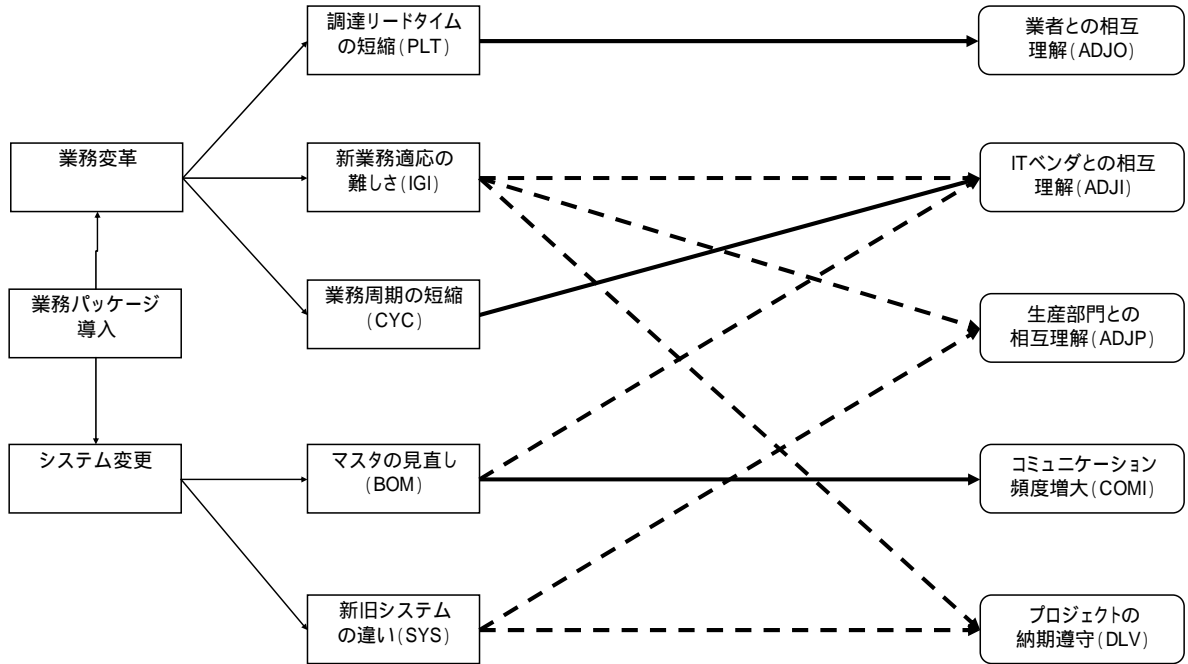 調達リードタイム
の短縮(PLT)
業者との相互
理解(ADJO)
業務変革
新業務適応の
難しさ(IGI)
ITベンダとの相互
理解(ADJI)
業務パッケージ
導入
業務周期の短縮
(CYC)
生産部門との
相互理解(ADJP)
システム変更
マスタの見直し
(BOM)
コミュニケーション
頻度増大(COMI)
新旧システム
の違い(SYS)
プロジェクトの
納期遵守(DLV)